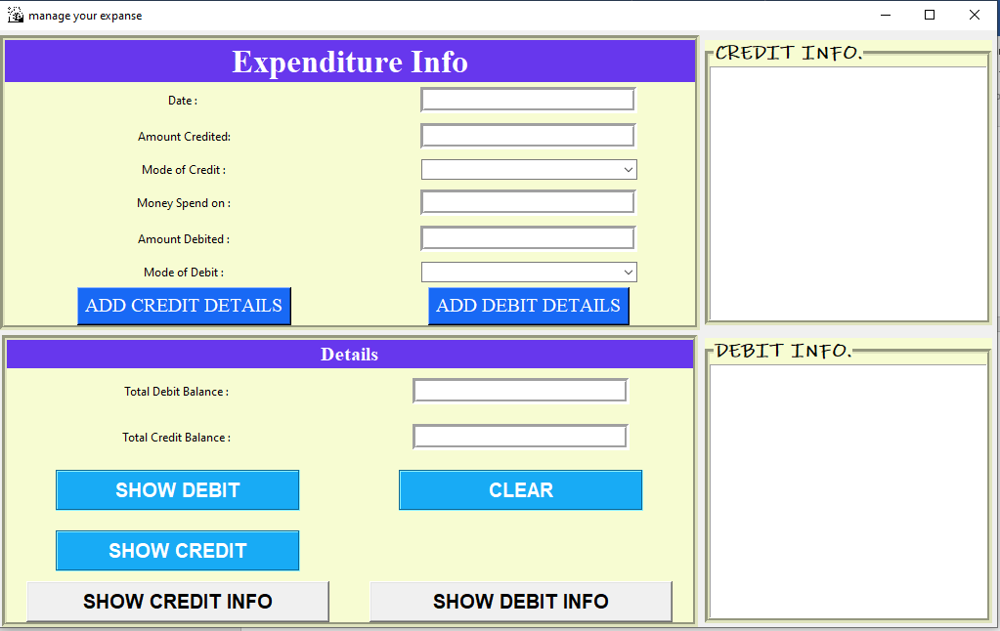 manage your expanse
Expenditure Info
Date :
Amount Credited:
Mode of Credit :
Money Spend on :
Amount Debited :
Mode of Debit :
ADD CREDIT DETAILS
ADD DEBIT DETAILS
CREDIT INFO.
Details
Total Debit Balance :
Total Credit Balance :
SHOW DEBIT
CLEAR
SHOW CREDIT
SHOW CREDIT INFO
SHOW DEBIT INFO
DEBIT INFO.